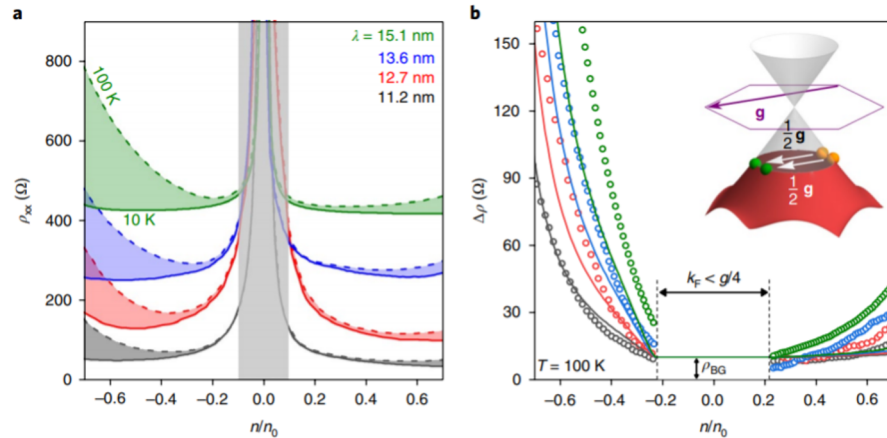 a
ρxx (Ω)
800
600
400
200
0
λ = 15.1 nm
13.6 nm
12.7 nm
11.2 nm
100 K
10 K
−0.6 −0.4 −0.2 0.0 0.2 0.4 0.6
n/n0
b
Δρ (Ω)
150
120
90
60
30
0
g
1/2 g
1/2 g
kF < g/4
ρBG
T = 100 K
−0.6 −0.4 −0.2 0.0 0.2 0.4 0.6
n/n0